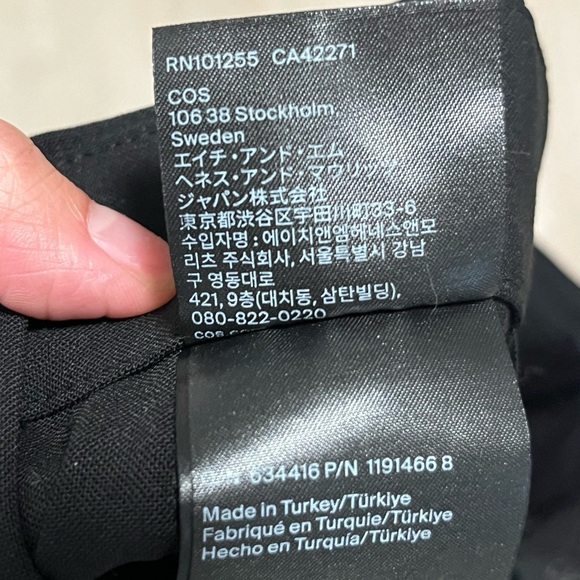 RN101255 CA42271
COS
106 38 Stockholm
Sweden
エイチ・アンド・エム
ヘネス・アンド・マウリッツ
ジャパン株式会社
東京都渋谷区宇田川町33-6
수입자명 : 에이치앤엠헤네스앤모
리츠 주식회사, 서울특별시 강남
구 영동대로
421, 9층(대치동, 삼탄빌딩),
080-822-0220
cos
634416 P/N 1191466 8
Made in Turkey/Türkiye
Fabriqué en Turquie/Türkiye
Hecho en Turquía/Türkiye